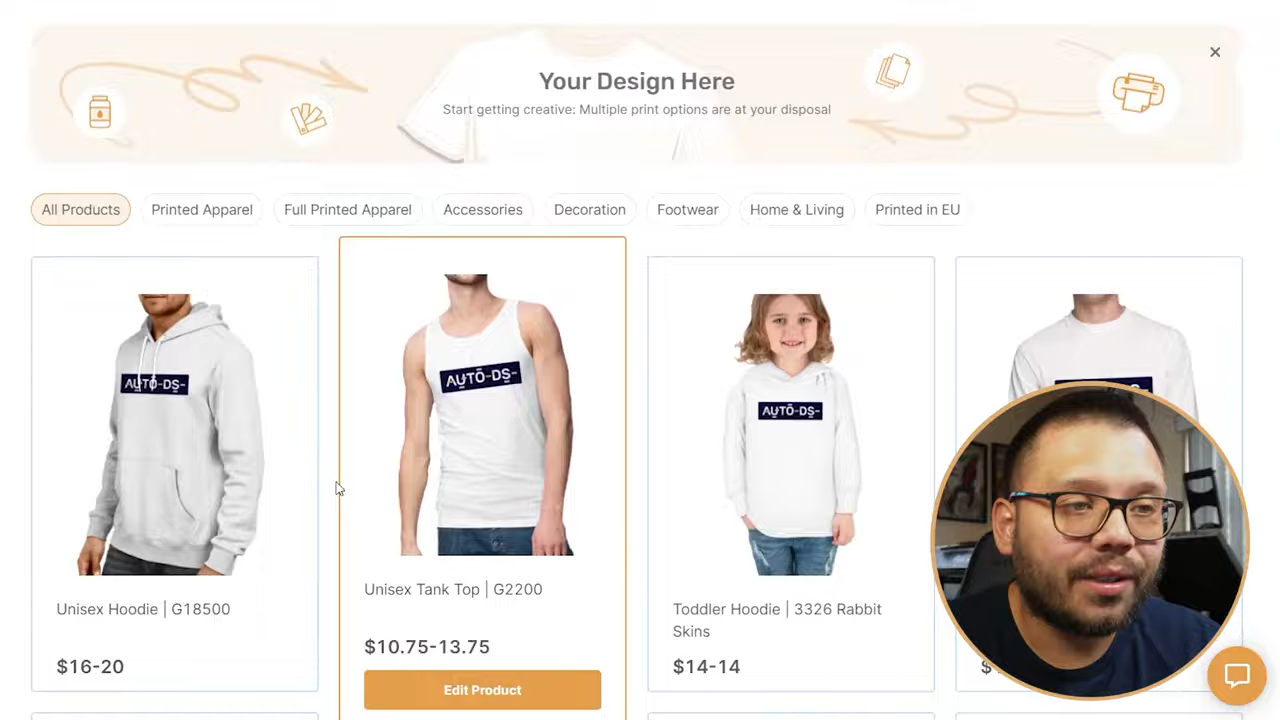 Your Design Here
Start getting creative: Multiple print options are at your disposal
All Products
Printed Apparel
Full Printed Apparel
Accessories
Decoration
Footwear
Home & Living
Printed in EU
AUTO-DS-
AUTO-DS-
AUTO-DS-
Unisex Hoodie | G18500
Unisex Tank Top | G2200
Toddler Hoodie | 3326 Rabbit
Skins
$16-20
$10.75-13.75
$14-14
Edit Product